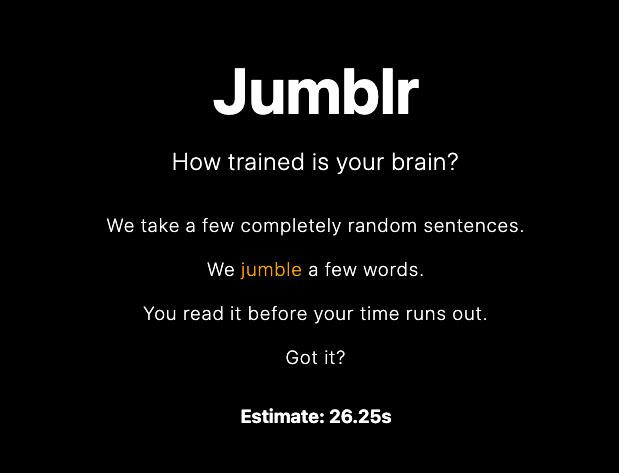 Jumblr
How trained is your brain?
We take a few completely random sentences.
We jumble a few words.
You read it before your time runs out.
Got it?
Estimate: 26.25s